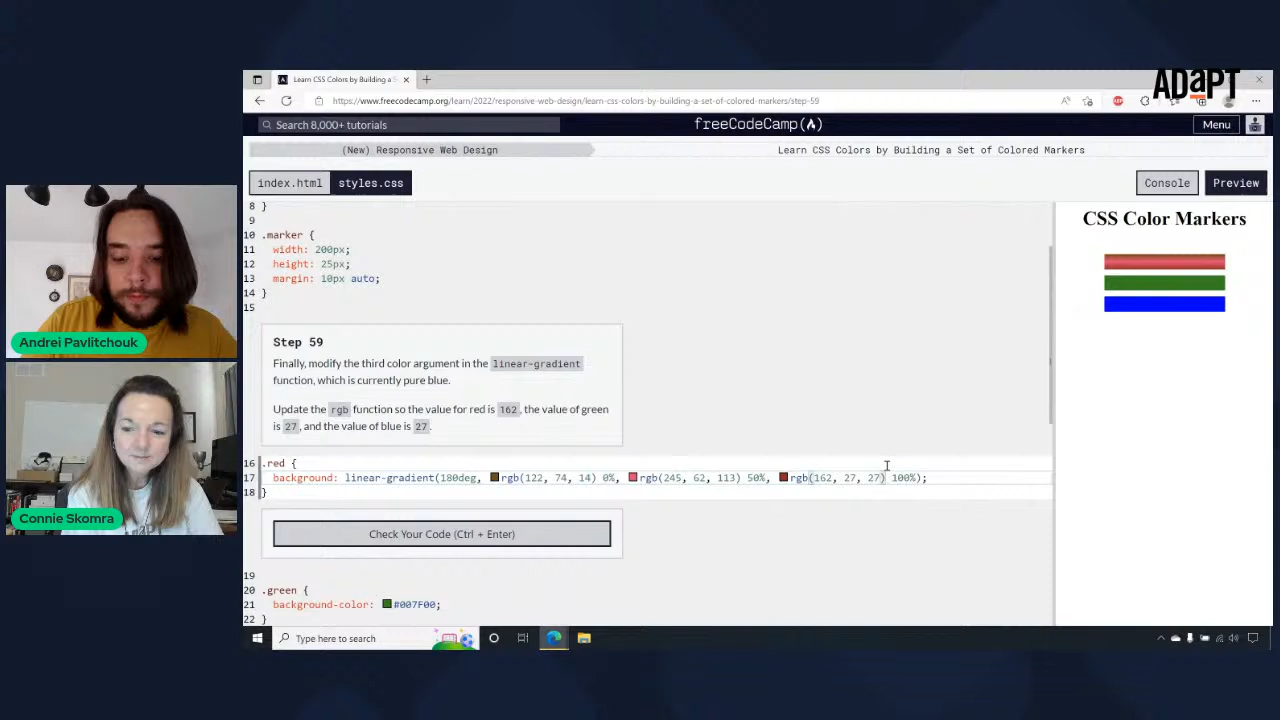 ADaPT
Learn CSS Colors by Building a S
https://www.freecodecamp.org/learn/2022/responsive-web-design/learn-css-colors-by-building-a-set-of-colored-markers/step-59
Search 8,000+ tutorials
freeCodeCamp
Menu
(New) Responsive Web Design
Learn CSS Colors by Building a Set of Colored Markers
index.html
styles.css
Console
Preview
8 }
9
10 .marker {
11 width: 200px;
12 height: 25px;
13 margin: 10px auto;
14 }
15
Step 59
Finally, modify the third color argument in the linear-gradient
function, which is currently pure blue.
Update the rgb function so the value for red is 162, the value of green
is 27, and the value of blue is 27.
16 .red {
17 background: linear-gradient(180deg, rgb(122, 74, 14) 0%, rgb(245, 62, 113) 50%, rgb(162, 27, 27) 100%);
18 }
Check Your Code (Ctrl + Enter)
19
20 .green {
21 background-color: #007F00;
22 }
CSS Color Markers
Andrei Pavlitchouk
Connie Skomra
Type here to search